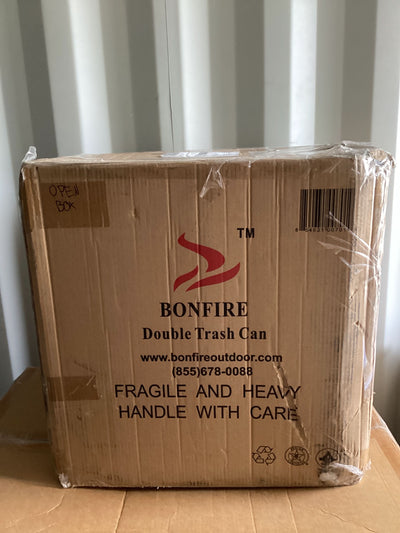 OPEN
BOX
TM
BONFIRE
Double Trash Can
www.bonfireoutdoor.com
(855)678-0088
FRAGILE AND HEAVY
HANDLE WITH CARE